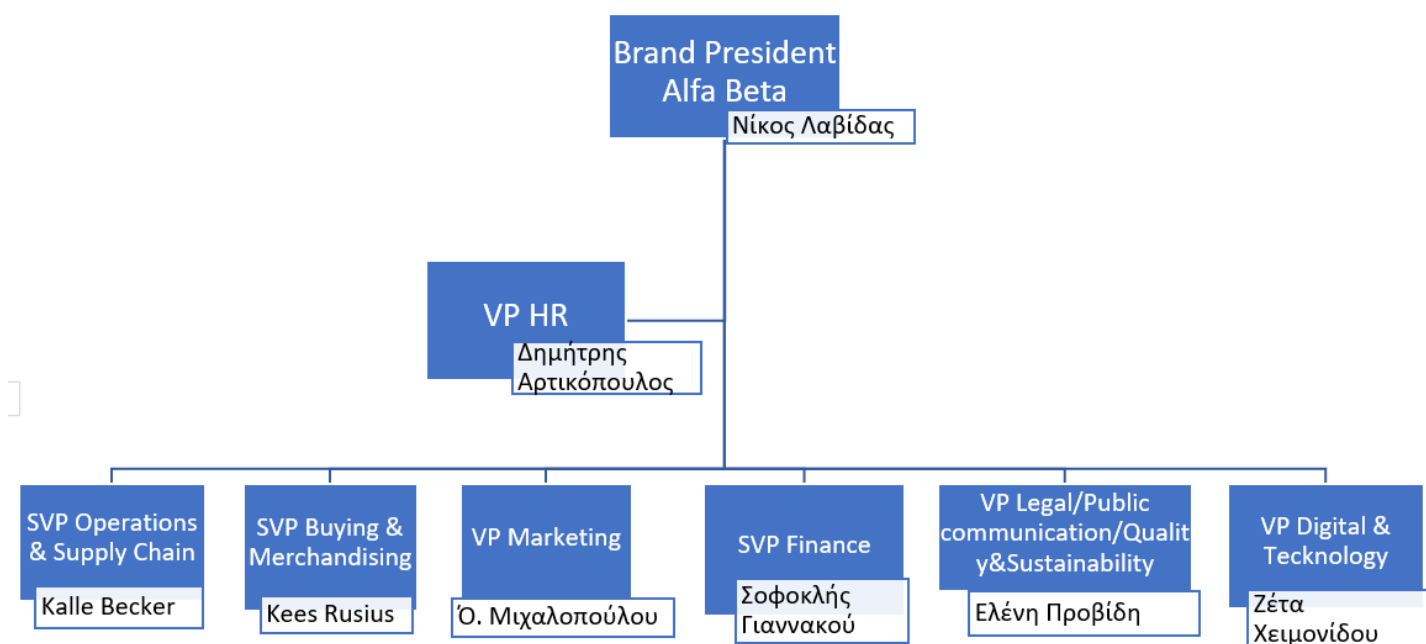 Brand President
Alfa Beta
Νίκος Λαβίδας
VP HR
Δημήτρης
Αρτικόπουλος
SVP Operations
& Supply Chain
Kalle Becker
SVP Buying &
Merchandising
Kees Rusius
VP Marketing
Ό. Μιχαλοπούλου
SVP Finance
Σοφοκλής
Γιαννακού
VP Legal/Public
communication/Qualit
y&Sustainability
Ελένη Προβίδη
VP Digital &
Tecknology
Ζέτα
Χειμονίδου